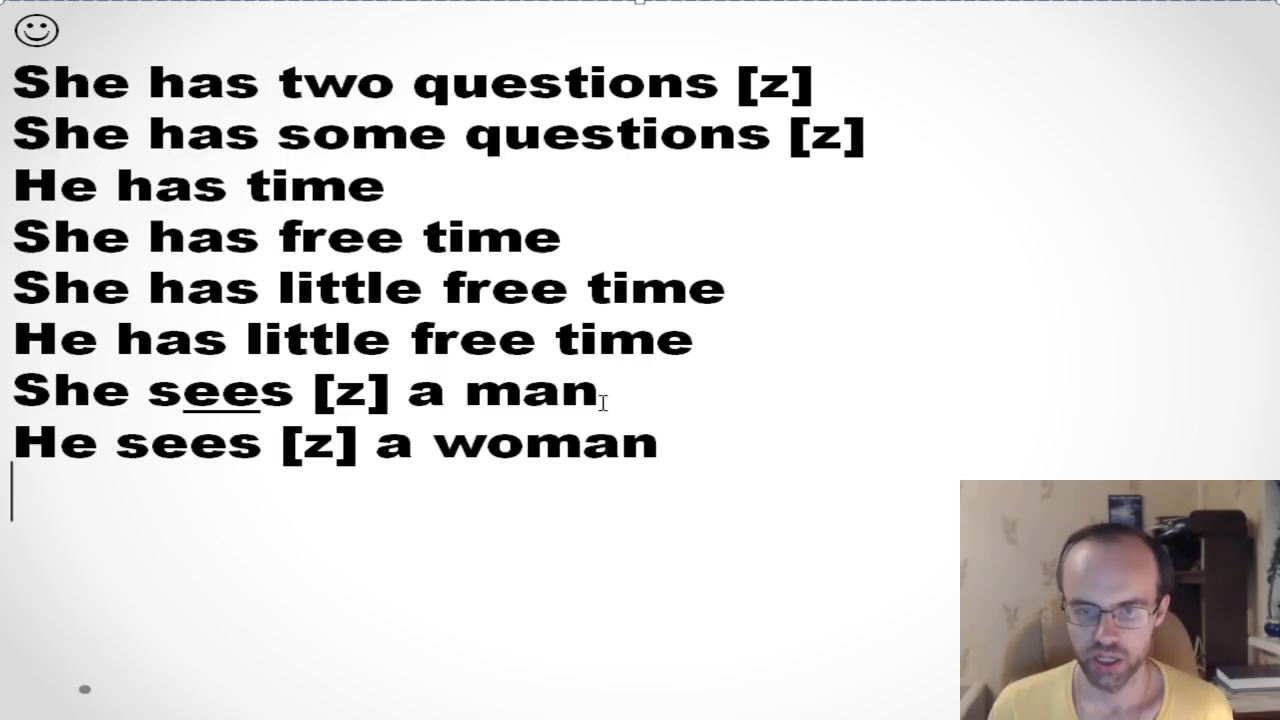 She has two questions [z]
She has some questions [z]
He has time
She has free time
She has little free time
He has little free time
She sees [z] a man
He sees [z] a woman